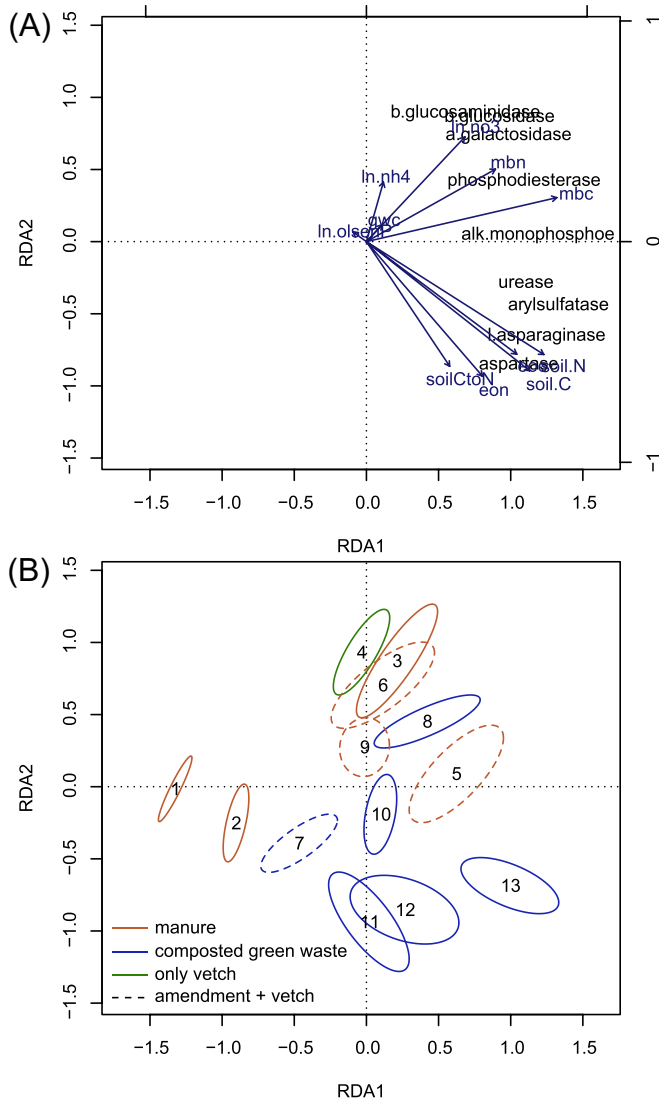 (A)
1.5
1.0
0.5
0.0
−0.5
−1.0
−1.5
RDA2
1
0
−1
b.glucosaminidase
b.glucosidase
ln.no3
a.galactosidase
mbn
ln.nh4
phosphodiesterase
mbc
gwc
ln.olsenP
alk.monophosphoe
urease
arylsulfatase
l.asparaginase
aspartase
soil.N
soilCtoN
soil.C
eon
−1.5 −1.0 −0.5 0.0 0.5 1.0 1.5
RDA1
(B)
1.5
1.0
0.5
0.0
−0.5
−1.0
−1.5
RDA2
4
3
6
8
9
5
1
10
2
7
13
12
11
manure
composted green waste
only vetch
amendment + vetch
−1.5 −1.0 −0.5 0.0 0.5 1.0 1.5
RDA1